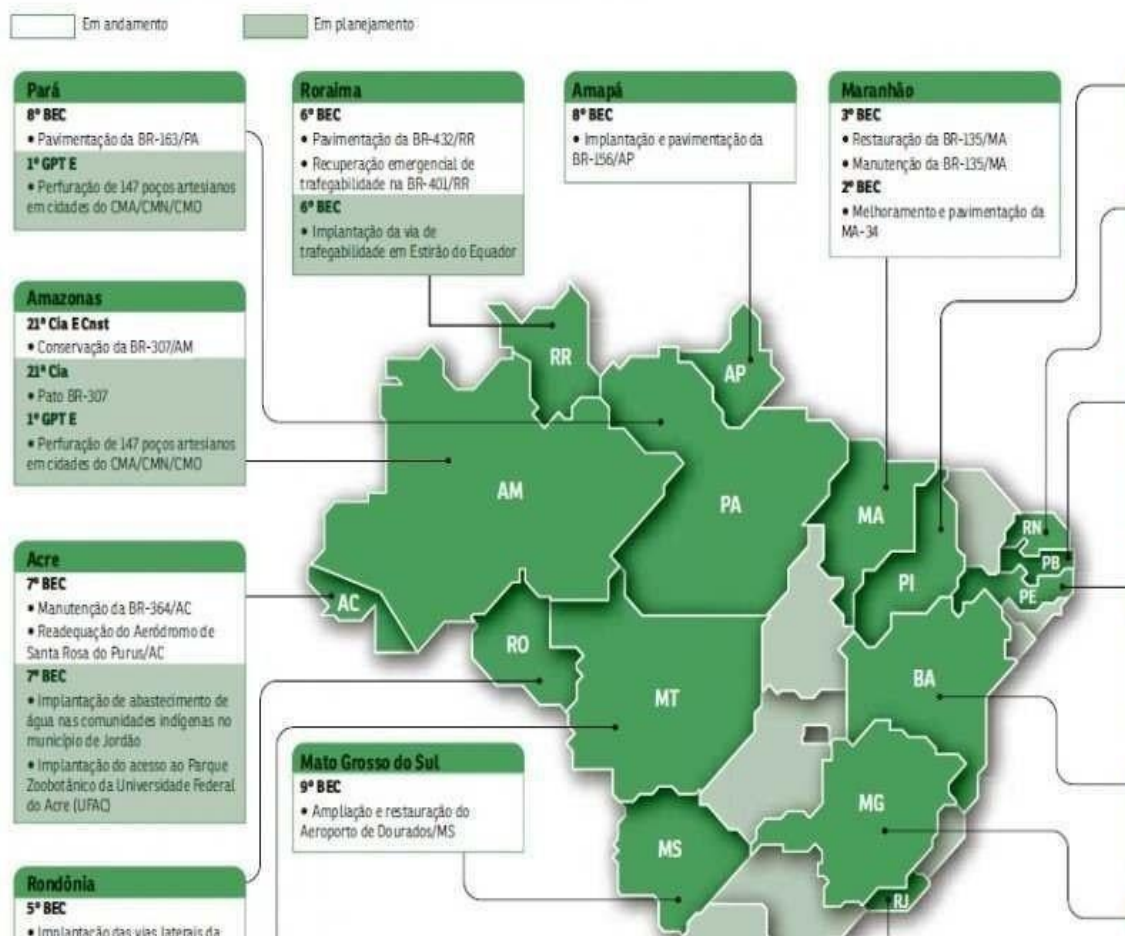 Em andamento
Em planejamento
Pará
8º BEC
• Pavimentação da BR-163/PA
1º GPT E
• Perfuração de 147 poços artesianos
em cidades do CMA/CMN/CMO
Roraima
6º BEC
• Pavimentação da BR-432/RR
• Recuperação emergencial de
trafegabilidade na BR-401/RR
6º BEC
• Implantação da via de
trafegabilidade em Estirão do Equador
Amapá
8º BEC
• Implantação e pavimentação da
BR-156/AP
Maranhão
3º BEC
• Restauração da BR-135/MA
• Manutenção da BR-135/MA
2º BEC
• Melhoramento e pavimentação da
MA-34
Amazonas
21ª Cia E Cnst
• Conservação da BR-307/AM
21ª Cia
• Pato BR-307
1º GPT E
• Perfuração de 147 poços artesianos
em cidades do CMA/CMN/CMO
Acre
7º BEC
• Manutenção da BR-364/AC
• Readequação do Aeródromo de
Santa Rosa do Purus/AC
7º BEC
• Implantação de abastecimento de
água nas comunidades indígenas no
município de Jordão
• Implantação do acesso ao Parque
Zoobotânico da Universidade Federal
do Acre (UFAC)
Mato Grosso do Sul
9º BEC
• Ampliação e restauração do
Aeroporto de Dourados/MS
Rondônia
5º BEC
• Implantação das vias laterais da
RR
AP
AM
PA
MA
RN
PB
PI
PE
AC
RO
BA
MT
MG
MS
RJ